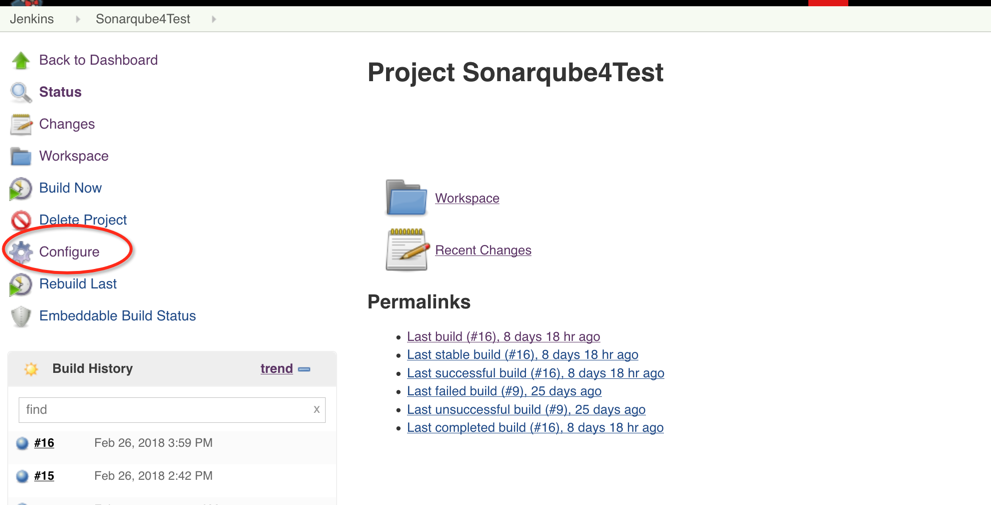 Jenkins Sonarqube4Test
Back to Dashboard
Status
Changes
Workspace
Build Now
Delete Project
Configure
Rebuild Last
Embeddable Build Status
Build History trend
find x
#16 Feb 26, 2018 3:59 PM
#15 Feb 26, 2018 2:42 PM
Project Sonarqube4Test
Workspace
Recent Changes
Permalinks
Last build (#16), 8 days 18 hr ago
Last stable build (#16), 8 days 18 hr ago
Last successful build (#16), 8 days 18 hr ago
Last failed build (#9), 25 days ago
Last unsuccessful build (#9), 25 days ago
Last completed build (#16), 8 days 18 hr ago